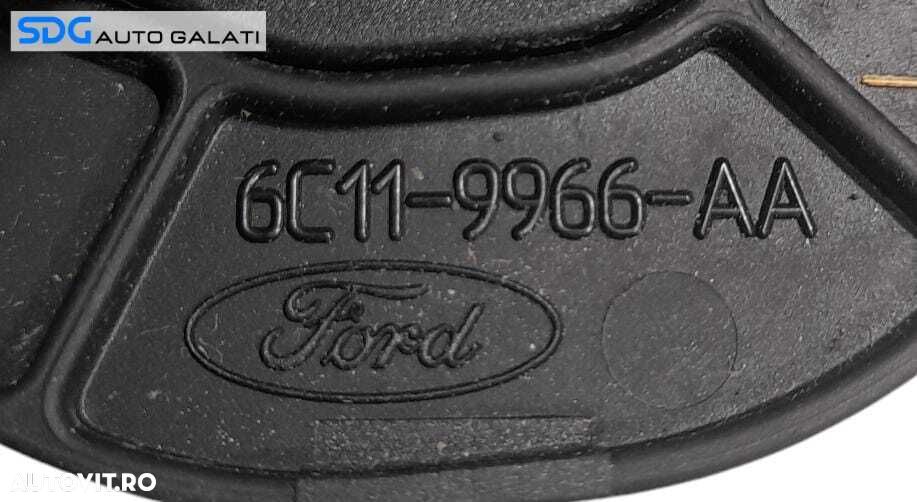 SDG AUTO GALATI
6C11-9966-AA
Ford
AUTOVIT.RO